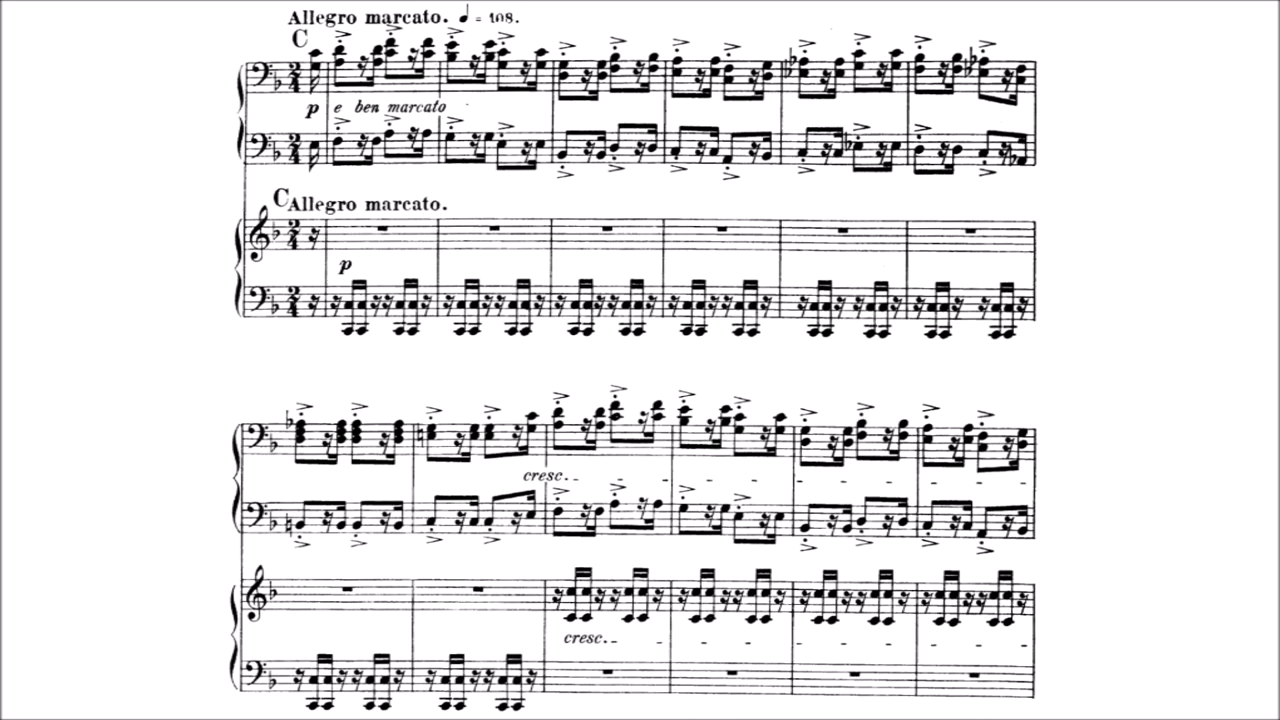 Allegro marcato. ♩ = 108.
C
p e ben marcato
C Allegro marcato.
p
cresc.
cresc.